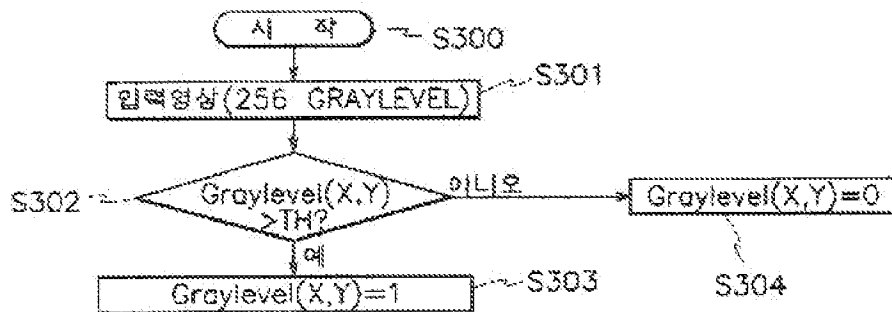 시 작
S300
S301
입력영상(256 GRAYLEVEL)
S302
Graylevel(X,Y)
>TH?
아니오
Graylevel(X,Y)=0
예
S303
S304
Graylevel(X,Y)=1